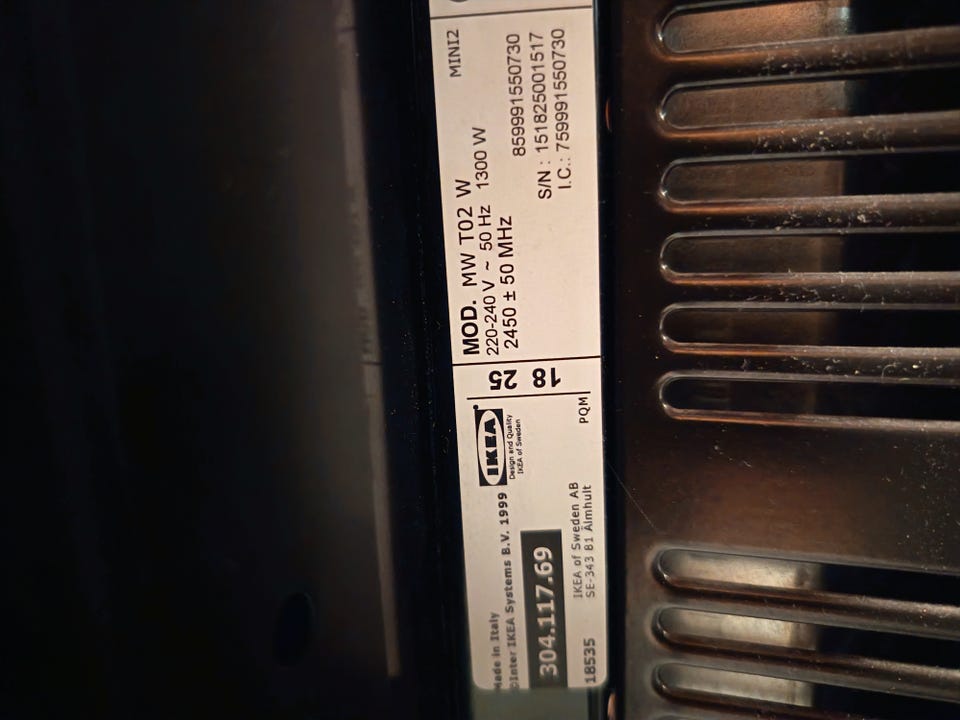 Made in Italy
©Inter IKEA Systems B.V. 1999
304.117.69
18535
IKEA of Sweden AB
SE-343 81 Älmhult
IKEA
Design and Quality
IKEA of Sweden
PQM
18 25
MOD. MW T02 W
MINI2
220-240 V ~ 50 Hz 1300 W
2450 ± 50 MHz
859991550730
S/N : 151825001517
I.C.: 759991550730